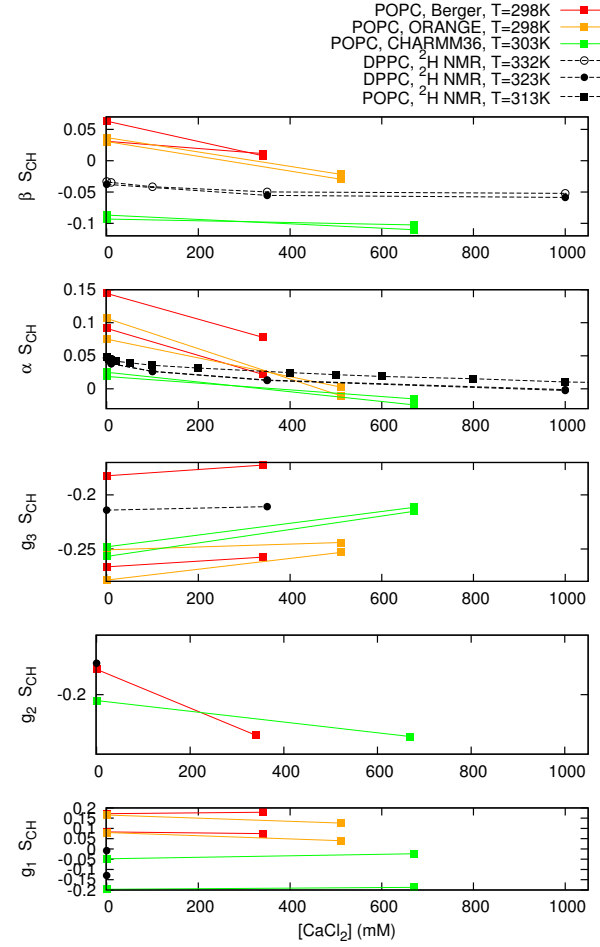 POPC, Berger, T=298K
POPC, ORANGE, T=298K
POPC, CHARMM36, T=303K
DPPC, ²H NMR, T=332K
DPPC, ²H NMR, T=323K
POPC, ²H NMR, T=313K
β S_CH
0.05
0
-0.05
-0.1
0 200 400 600 800 1000
α S_CH
0.15
0.1
0.05
0
0 200 400 600 800 1000
g₃ S_CH
-0.2
-0.25
0 200 400 600 800 1000
g₂ S_CH
-0.2
0 200 400 600 800 1000
g₁ S_CH
0.2
0.15
0.1
0.05
0
-0.05
-0.1
-0.15
-0.2
0 200 400 600 800 1000
[CaCl₂] (mM)